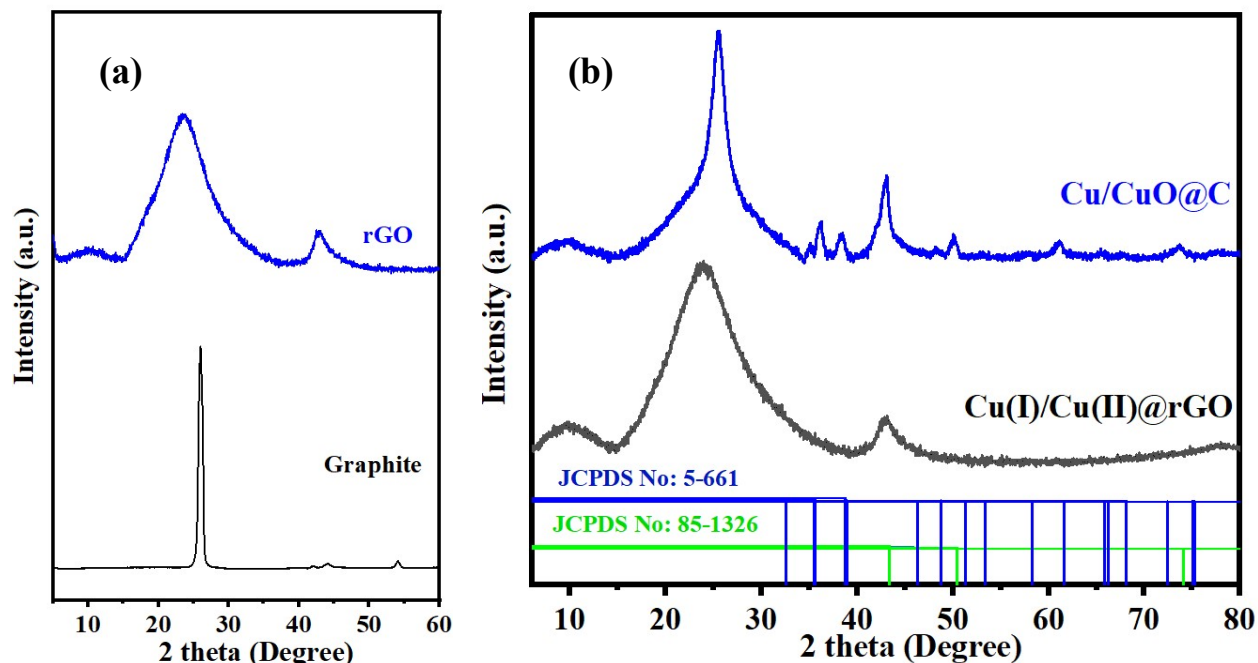 (a)
rGO
Graphite
Intensity (a.u.)
10 20 30 40 50 60
2 theta (Degree)
(b)
Cu/CuO@C
Cu(I)/Cu(II)@rGO
JCPDS No: 5-661
JCPDS No: 85-1326
Intensity (a.u.)
10 20 30 40 50 60 70 80
2 theta (Degree)